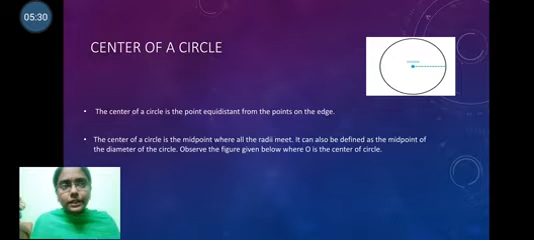 05:30
CENTER OF A CIRCLE
• The center of a circle is the point equidistant from the points on the edge.
• The center of a circle is the midpoint where all the radii meet. It can also be defined as the midpoint of
the diameter of the circle. Observe the figure given below where O is the center of circle.